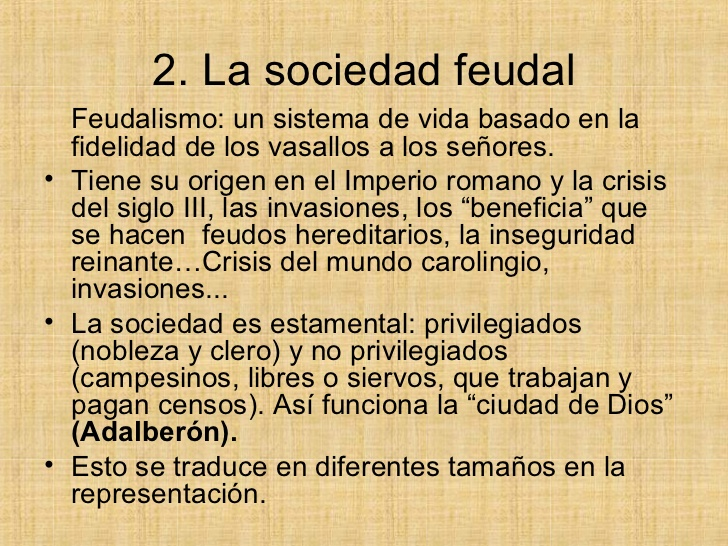 2. La sociedad feudal
Feudalismo: un sistema de vida basado en la
fidelidad de los vasallos a los señores.
• Tiene su origen en el Imperio romano y la crisis
del siglo III, las invasiones, los “beneficia” que
se hacen  feudos hereditarios, la inseguridad
reinante…Crisis del mundo carolingio,
invasiones...
• La sociedad es estamental: privilegiados
(nobleza y clero) y no privilegiados
(campesinos, libres o siervos, que trabajan y
pagan censos). Así funciona la “ciudad de Dios”
(Adalberón).
• Esto se traduce en diferentes tamaños en la
representación.